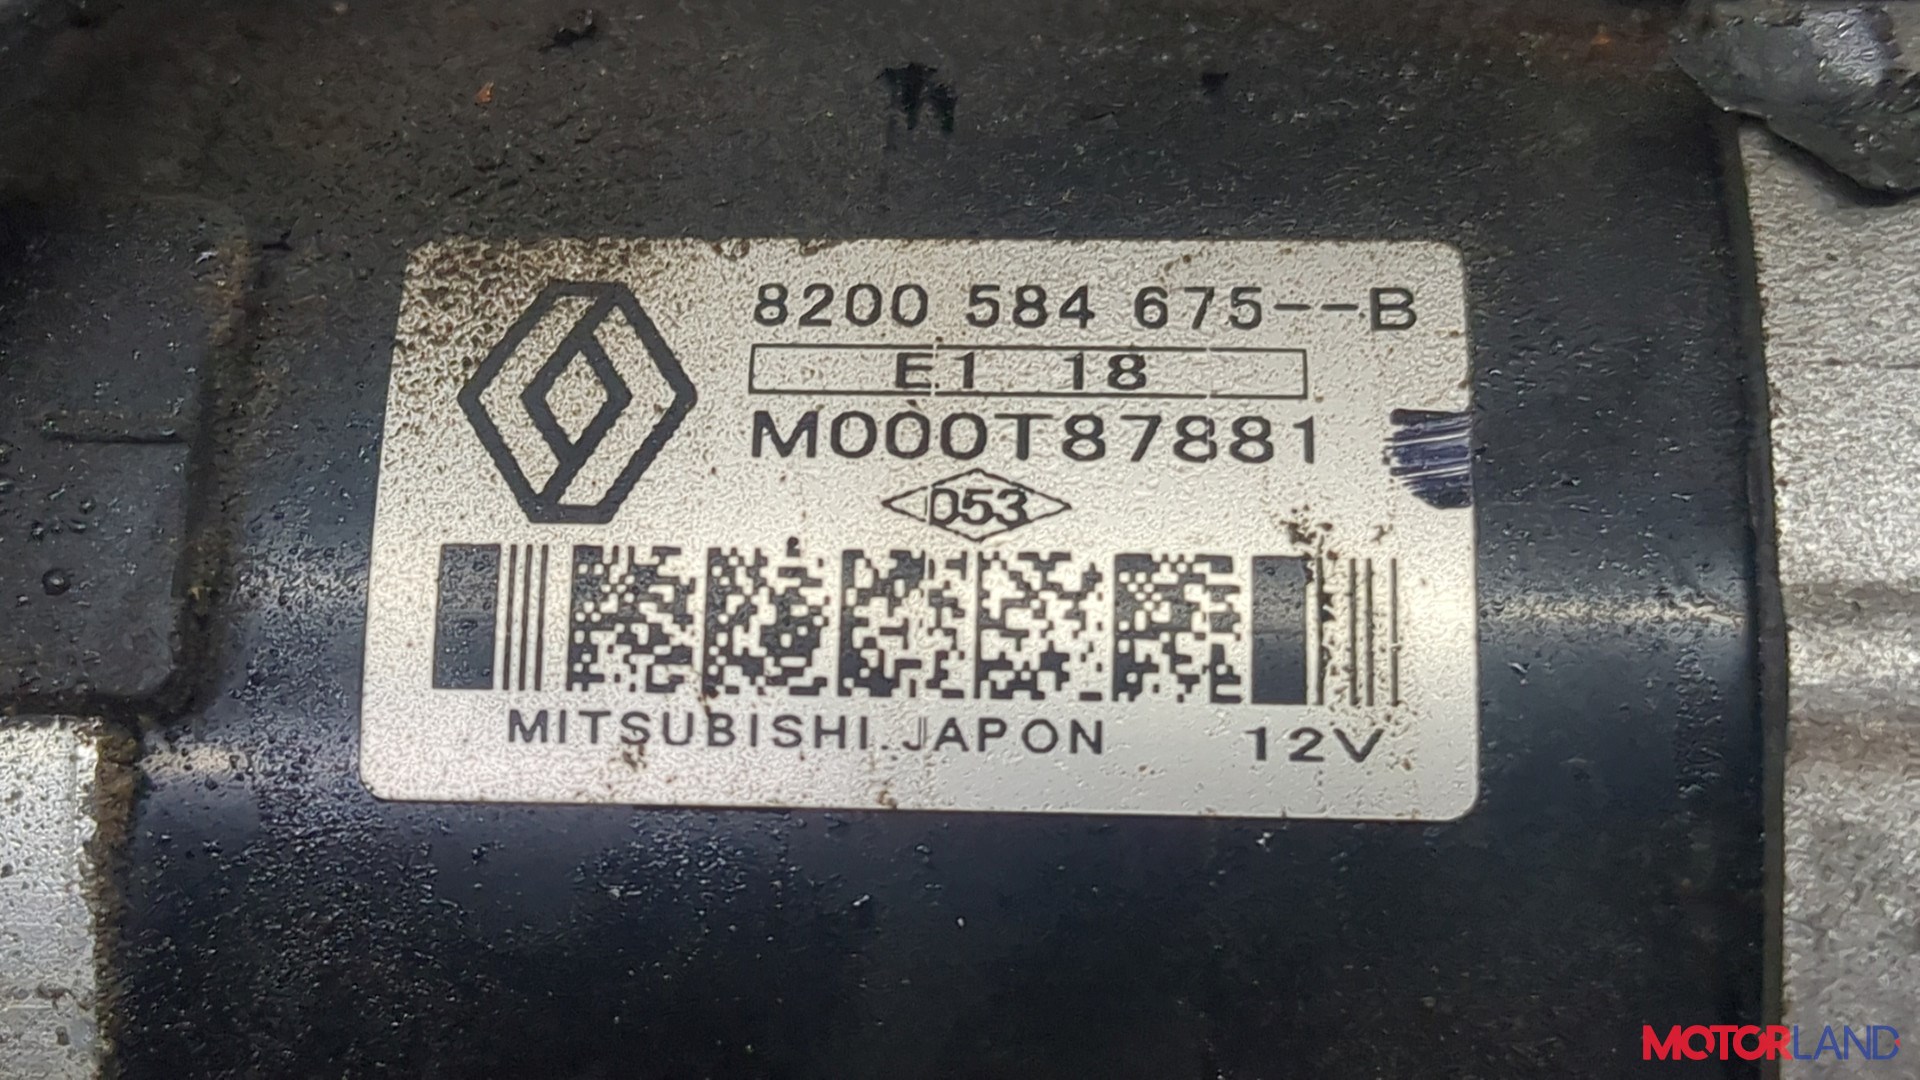 8200 584 675--B
E1 18
M000T87881
053
MITSUBISHI.JAPON 12V
MOTORLAND